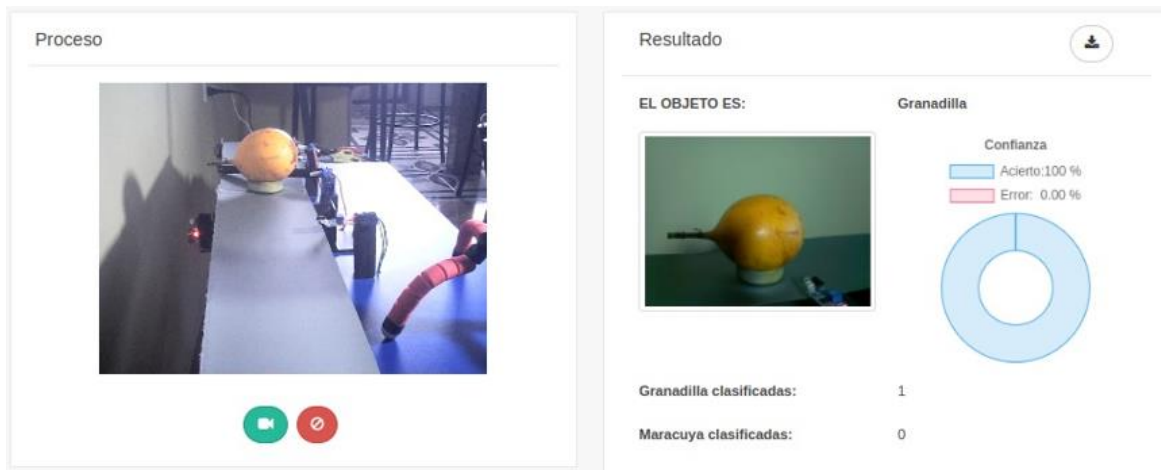 Proceso
Resultado
EL OBJETO ES:
Granadilla
Confianza
Acierto:100 %
Error: 0.00 %
Granadilla clasificadas:
1
Maracuya clasificadas:
0